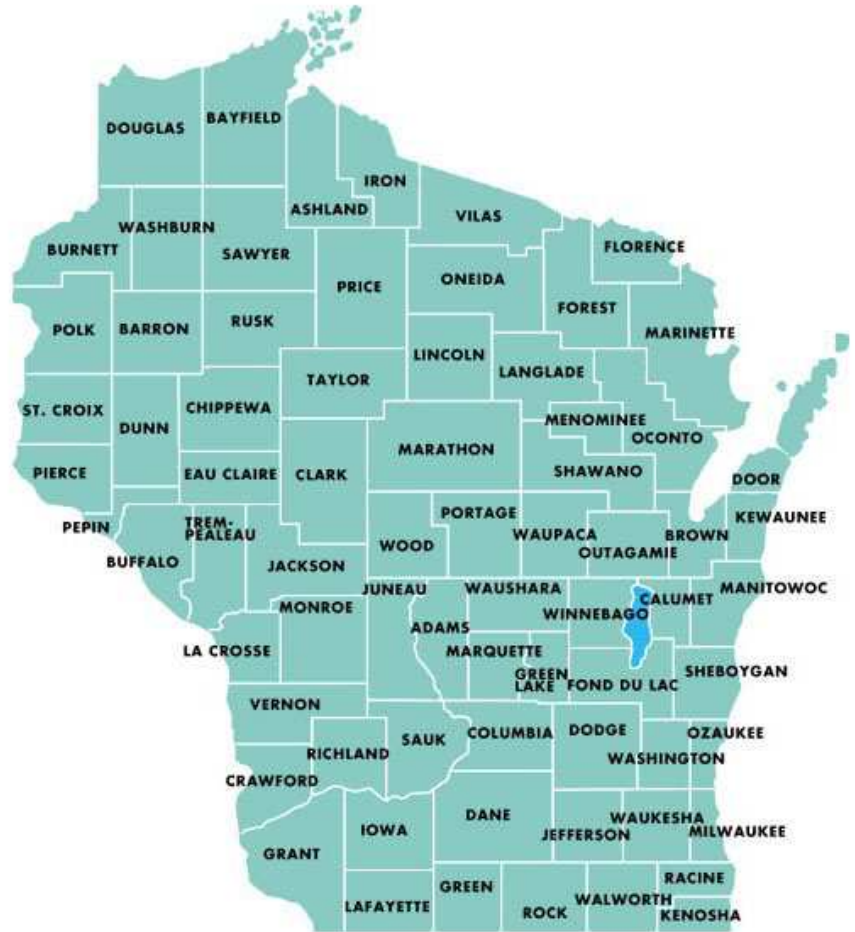 BAYFIELD
DOUGLAS
IRON
ASHLAND
VILAS
WASHBURN
FLORENCE
BURNETT
SAWYER
ONEIDA
PRICE
FOREST
RUSK
POLK
BARRON
MARINETTE
LINCOLN
LANGLADE
TAYLOR
ST. CROIX
CHIPPEWA
MENOMINEE
DUNN
OCONTO
MARATHON
PIERCE
EAU CLAIRE
CLARK
SHAWANO
DOOR
PORTAGE
KEWAUNEE
PEPIN
TREM-
PEALEAU
WAUPACA
BROWN
WOOD
OUTAGAMIE
BUFFALO
JACKSON
JUNEAU
WAUSHARA
MANITOWOC
CALUMET
MONROE
WINNEBAGO
ADAMS
LA CROSSE
MARQUETTE
GREEN
LAKE
SHEBOYGAN
FOND DU LAC
VERNON
SAUK
COLUMBIA
DODGE
OZAUKEE
RICHLAND
WASHINGTON
CRAWFORD
DANE
WAUKESHA
IOWA
JEFFERSON
MILWAUKEE
GRANT
RACINE
GREEN
LAFAYETTE
WALWORTH
ROCK
KENOSHA